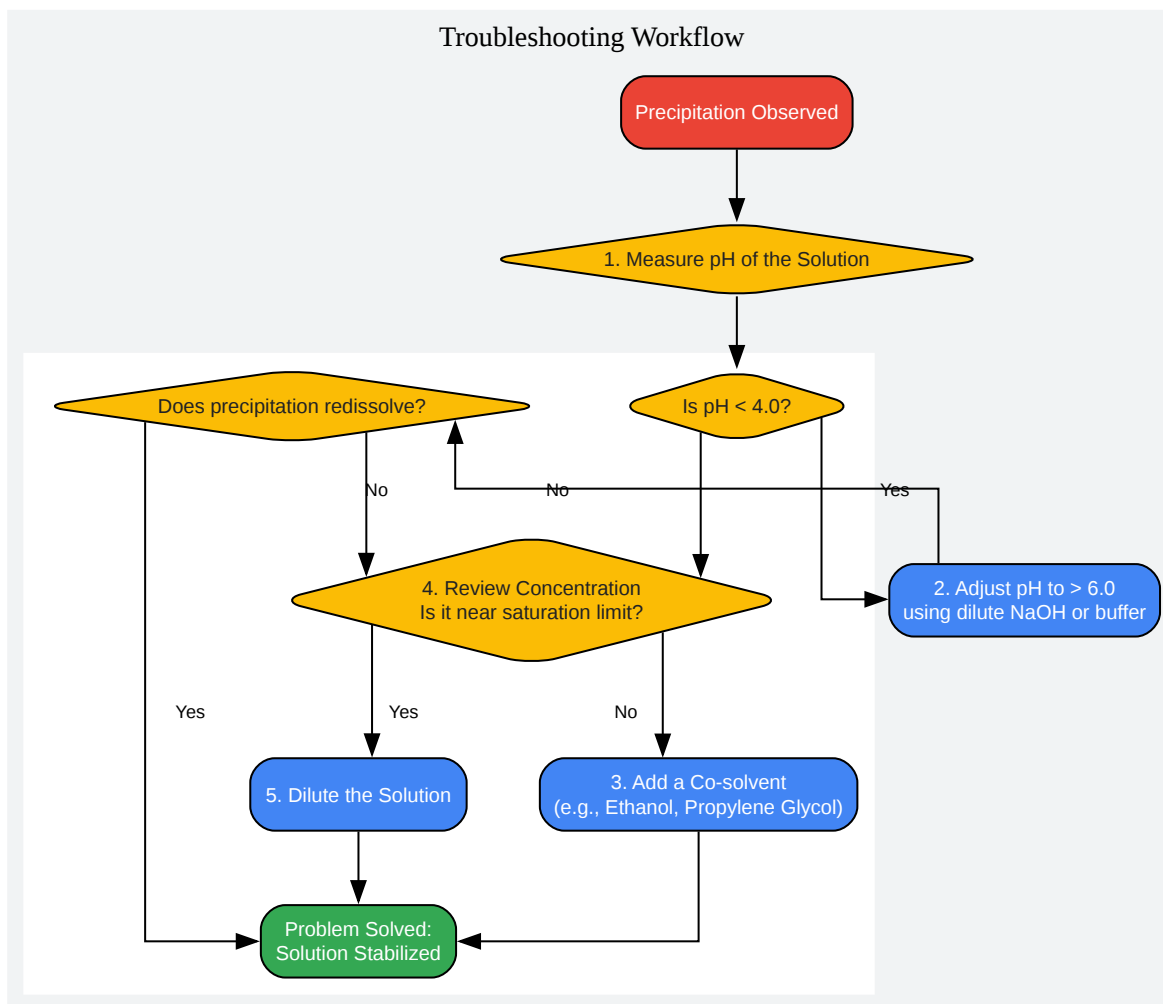 Troubleshooting Workflow
Precipitation Observed
1. Measure pH of the Solution
Does precipitation redissolve?
Is pH < 4.0?
No
No
Yes
4. Review Concentration
Is it near saturation limit?
2. Adjust pH to > 6.0
using dilute NaOH or buffer
Yes
Yes
No
5. Dilute the Solution
3. Add a Co-solvent
(e.g., Ethanol, Propylene Glycol)
Problem Solved:
Solution Stabilized